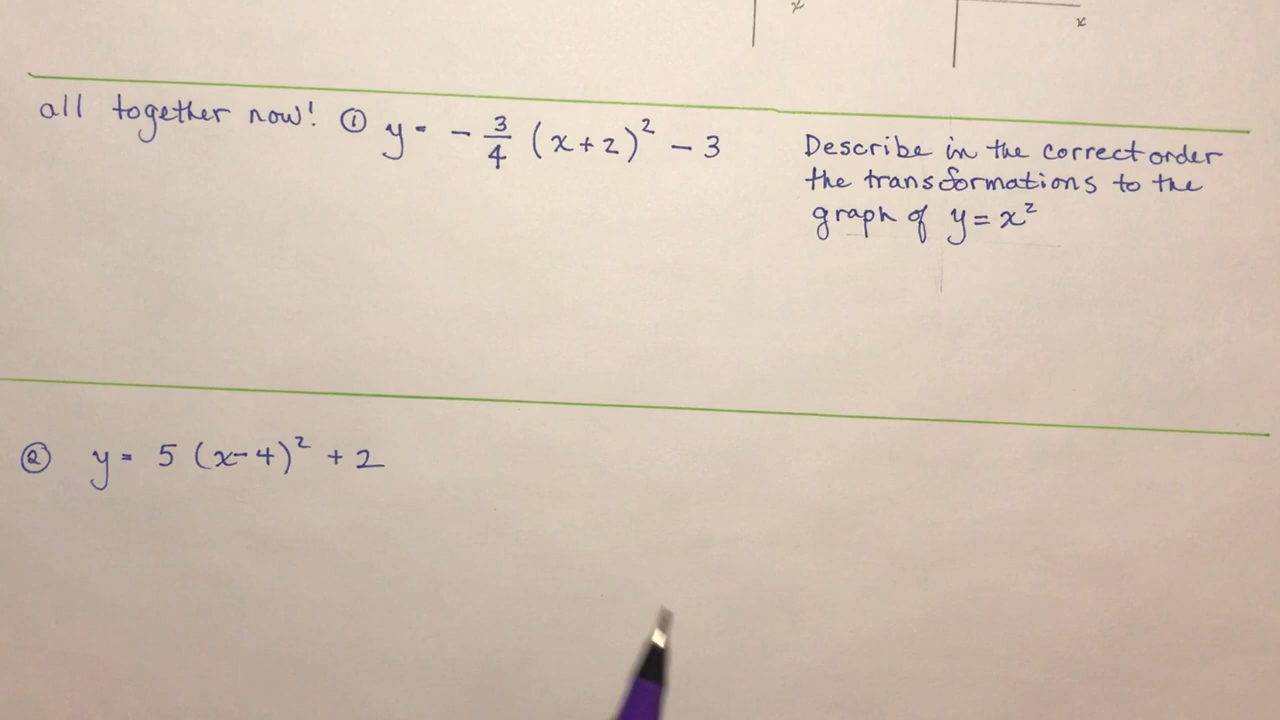 x x
all together now! ① y = - 3/4 (x+2)² - 3
Describe in the correct order
the transformations to the
graph of y = x²
② y = 5 (x-4)² + 2